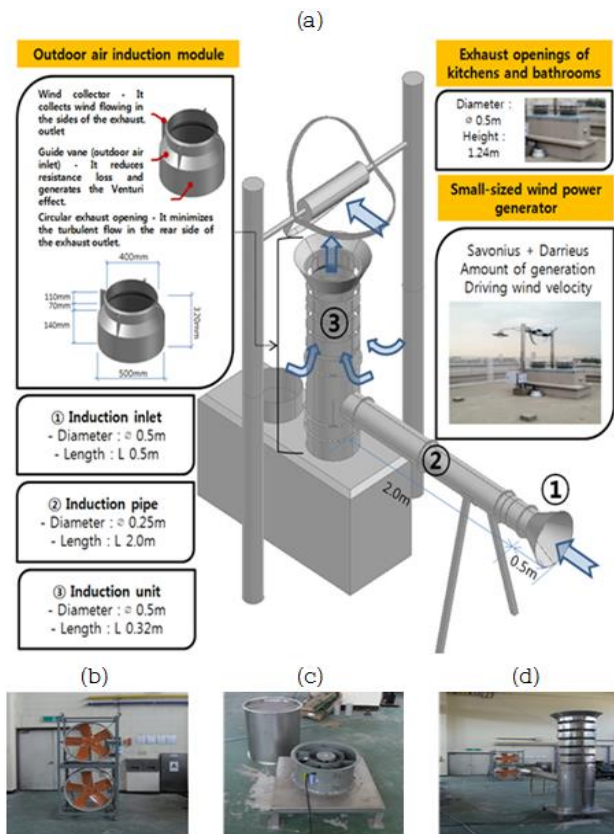 (a)
Outdoor air induction module
Wind collector - It
collects wind flowing in
the sides of the exhaust
outlet
Guide vane (outdoor air
inlet) - It reduces
resistance loss and
generates the Venturi
effect.
Circular exhaust opening - It minimizes
the turbulent flow in the rear side of
the exhaust outlet.
400mm
110mm
70mm
140mm
320mm
500mm
① Induction inlet
- Diameter : ⌀ 0.5m
- Length : L 0.5m
② Induction pipe
- Diameter : ⌀ 0.25m
- Length : L 2.0m
③ Induction unit
- Diameter : ⌀ 0.5m
- Length : L 0.32m
Exhaust openings of
kitchens and bathrooms
Diameter :
⌀ 0.5m
Height :
1.24m
Small-sized wind power
generator
Savonius + Darrieus
Amount of generation
Driving wind velocity
③
②
①
2.0m
0.5m
(b)
(c)
(d)